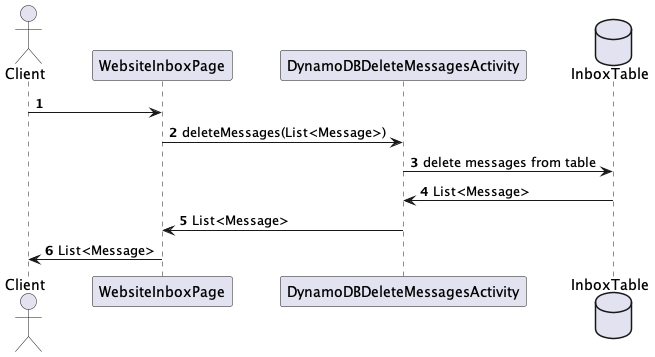 Client
WebsiteInboxPage
DynamoDBDeleteMessagesActivity
InboxTable
1
2 deleteMessages(List<Message>)
3 delete messages from table
4 List<Message>
5 List<Message>
6 List<Message>
Client
WebsiteInboxPage
DynamoDBDeleteMessagesActivity
InboxTable